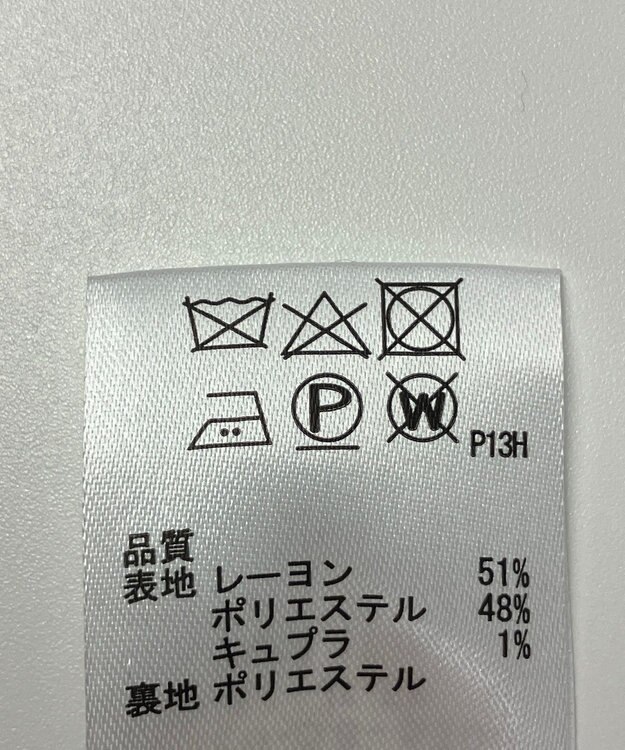 P W P13H
品質
表地 レーヨン 51%
ポリエステル 48%
キュプラ 1%
裏地 ポリエステル